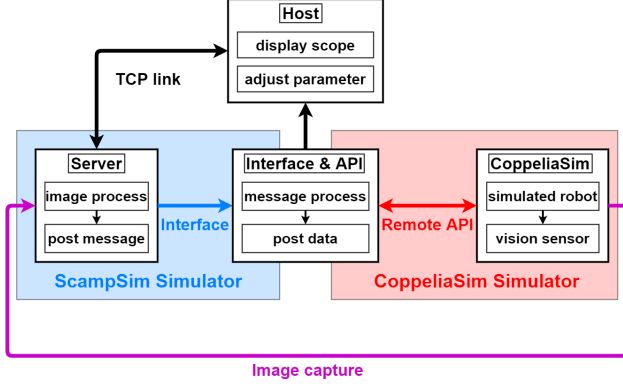 Host
display scope
adjust parameter
TCP link
Server
image process
post message
Interface
Interface & API
message process
post data
Remote API
CoppeliaSim
simulated robot
vision sensor
ScampSim Simulator
CoppeliaSim Simulator
Image capture